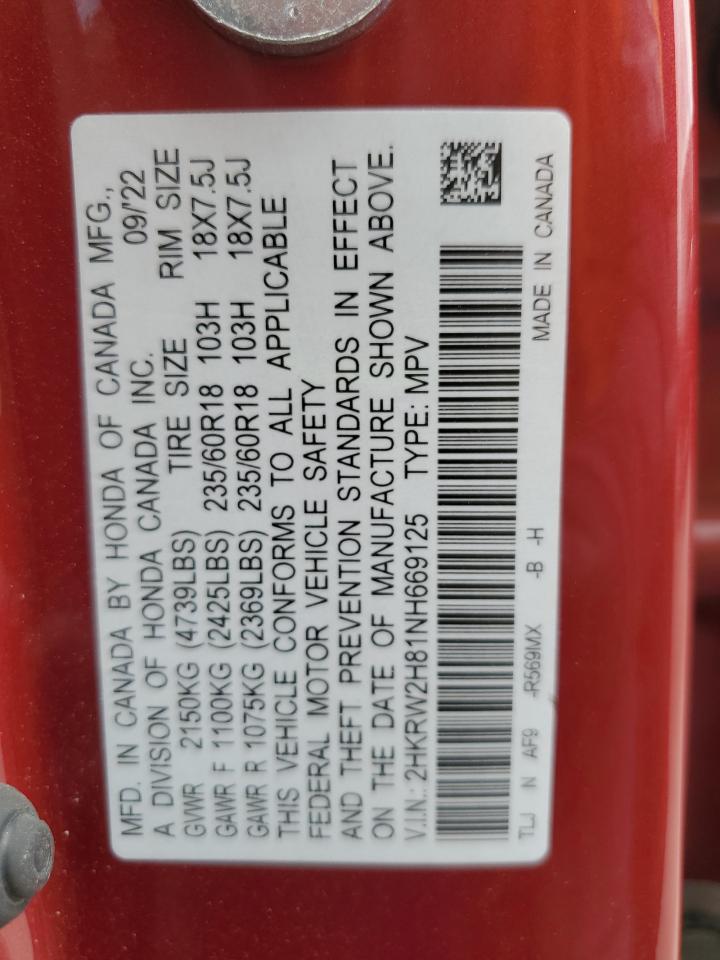 MFD. IN CANADA BY HONDA OF CANADA MFG.,
A DIVISION OF HONDA CANADA INC. 09/'22
GVWR 2150KG (4739LBS) TIRE SIZE RIM SIZE
GAWR F 1100KG (2425LBS) 235/60R18 103H 18X7.5J
GAWR R 1075KG (2369LBS) 235/60R18 103H 18X7.5J
THIS VEHICLE CONFORMS TO ALL APPLICABLE
FEDERAL MOTOR VEHICLE SAFETY
AND THEFT PREVENTION STANDARDS IN EFFECT
ON THE DATE OF MANUFACTURE SHOWN ABOVE.
V.I.N.: 2HKRW2H81NH669125 TYPE: MPV
TLJ N AF9 -R569MX -B -H MADE IN CANADA